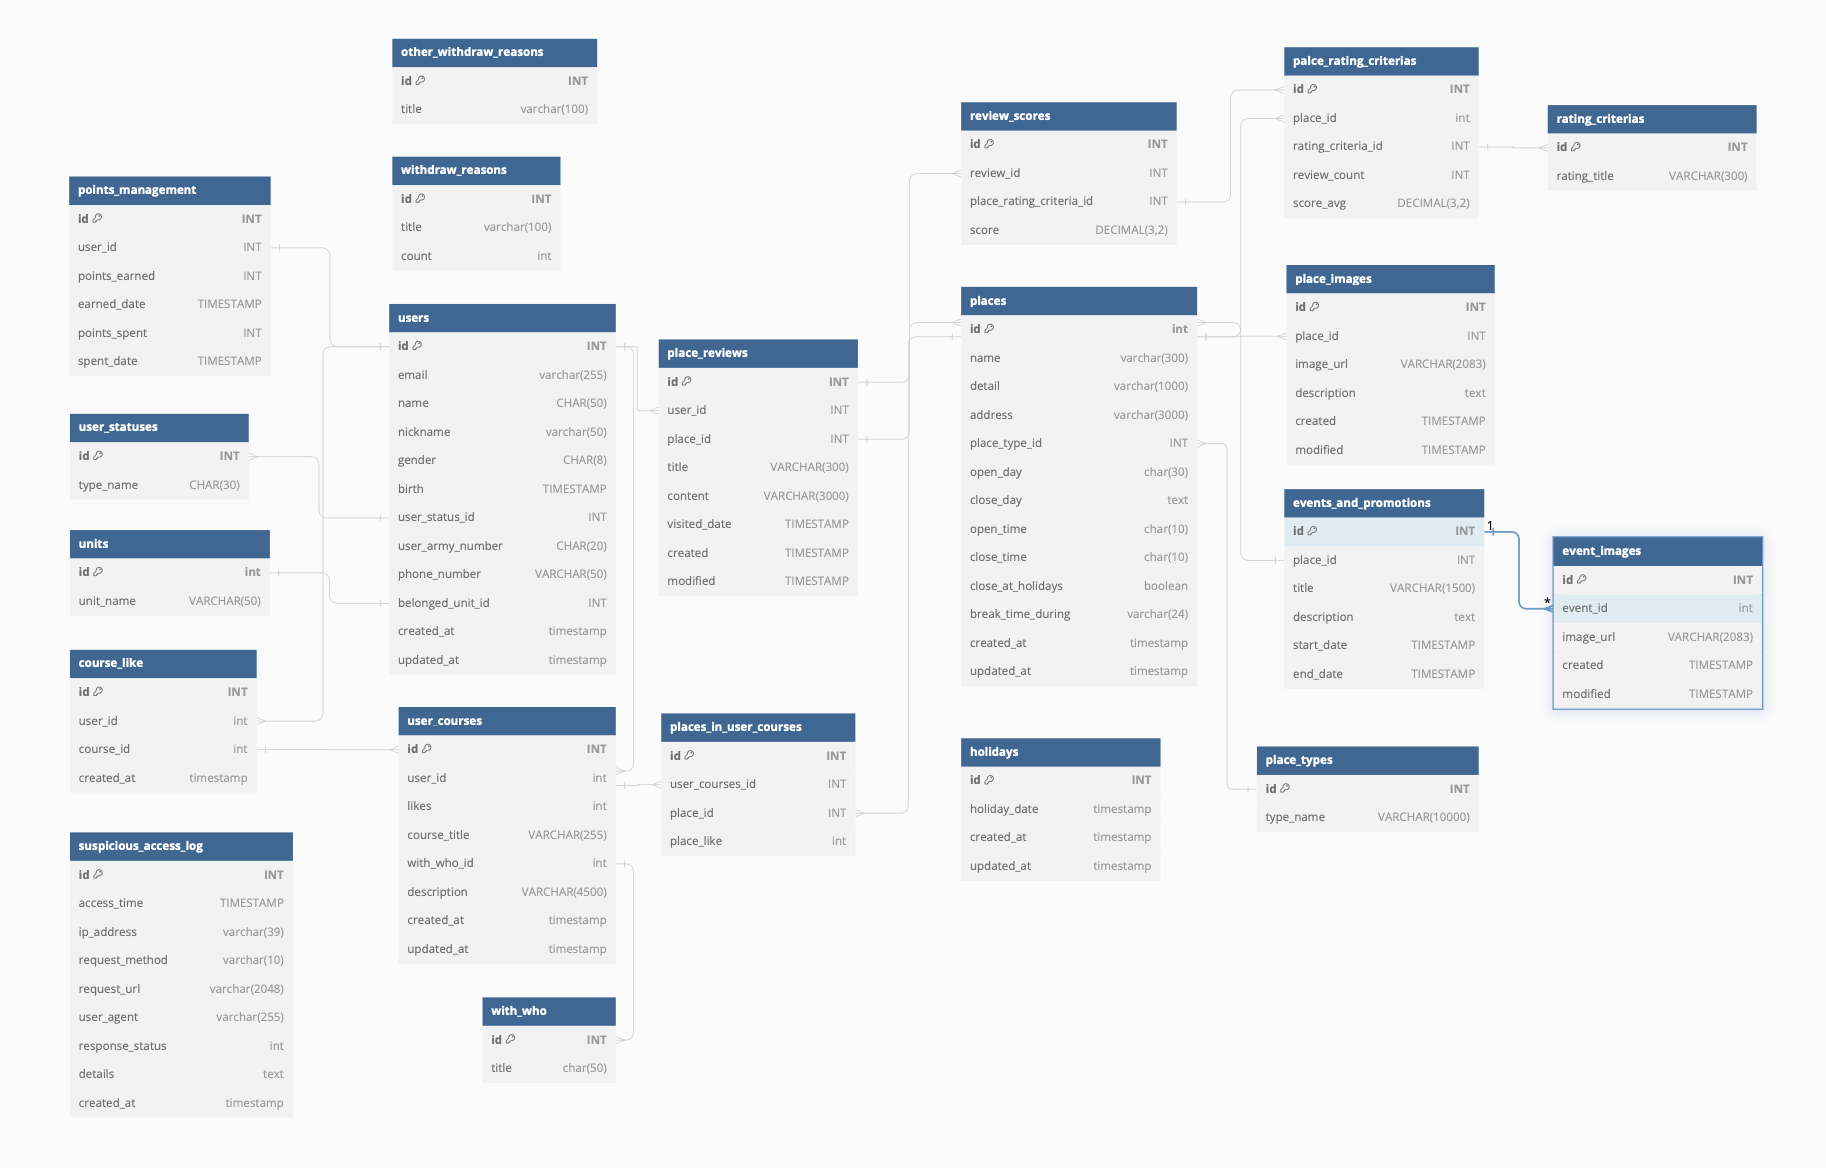 other_withdraw_reasons
id INT
title varchar(100)
withdraw_reasons
id INT
title varchar(100)
count int
points_management
id INT
user_id INT
points_earned INT
earned_date TIMESTAMP
points_spent INT
spent_date TIMESTAMP
user_statuses
id INT
type_name CHAR(30)
units
id int
unit_name VARCHAR(50)
course_like
id INT
user_id int
course_id int
created_at timestamp
suspicious_access_log
id INT
access_time TIMESTAMP
ip_address varchar(39)
request_method varchar(10)
request_url varchar(2048)
user_agent varchar(255)
response_status int
details text
created_at timestamp
users
id INT
email varchar(255)
name CHAR(50)
nickname varchar(50)
gender CHAR(8)
birth TIMESTAMP
user_status_id INT
user_army_number CHAR(20)
phone_number VARCHAR(50)
belonged_unit_id INT
created_at timestamp
updated_at timestamp
user_courses
id INT
user_id int
likes int
course_title VARCHAR(255)
with_who_id int
description VARCHAR(4500)
created_at timestamp
updated_at timestamp
with_who
id INT
title char(50)
place_reviews
id INT
user_id INT
place_id INT
title VARCHAR(300)
content VARCHAR(3000)
visited_date TIMESTAMP
created TIMESTAMP
modified TIMESTAMP
places_in_user_courses
id INT
user_courses_id INT
place_id INT
place_like int
review_scores
id INT
review_id INT
place_rating_criteria_id INT
score DECIMAL(3,2)
places
id int
name varchar(300)
detail varchar(1000)
address varchar(3000)
place_type_id INT
open_day char(30)
close_day text
open_time char(10)
close_time char(10)
close_at_holidays boolean
break_time_during varchar(24)
created_at timestamp
updated_at timestamp
holidays
id INT
holiday_date timestamp
created_at timestamp
updated_at timestamp
palce_rating_criterias
id INT
place_id int
rating_criteria_id INT
review_count INT
score_avg DECIMAL(3,2)
rating_criterias
id INT
rating_title VARCHAR(300)
place_images
id INT
place_id INT
image_url VARCHAR(2083)
description text
created TIMESTAMP
modified TIMESTAMP
events_and_promotions
id INT
place_id INT
title VARCHAR(1500)
description text
start_date TIMESTAMP
end_date TIMESTAMP
1
*
event_images
id INT
event_id int
image_url VARCHAR(2083)
created TIMESTAMP
modified TIMESTAMP
place_types
id INT
type_name VARCHAR(10000)